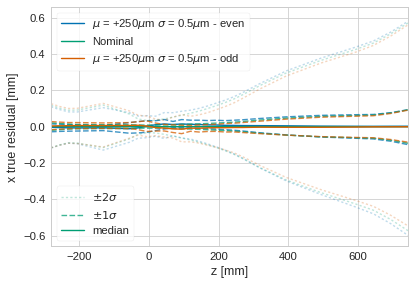 μ = +250μm σ = 0.5μm - even
Nominal
μ = +250μm σ = 0.5μm - odd
0.6
0.4
0.2
0.0
−0.2
−0.4
−0.6
x true residual [mm]
±2σ
±1σ
median
−200 0 200 400 600
z [mm]